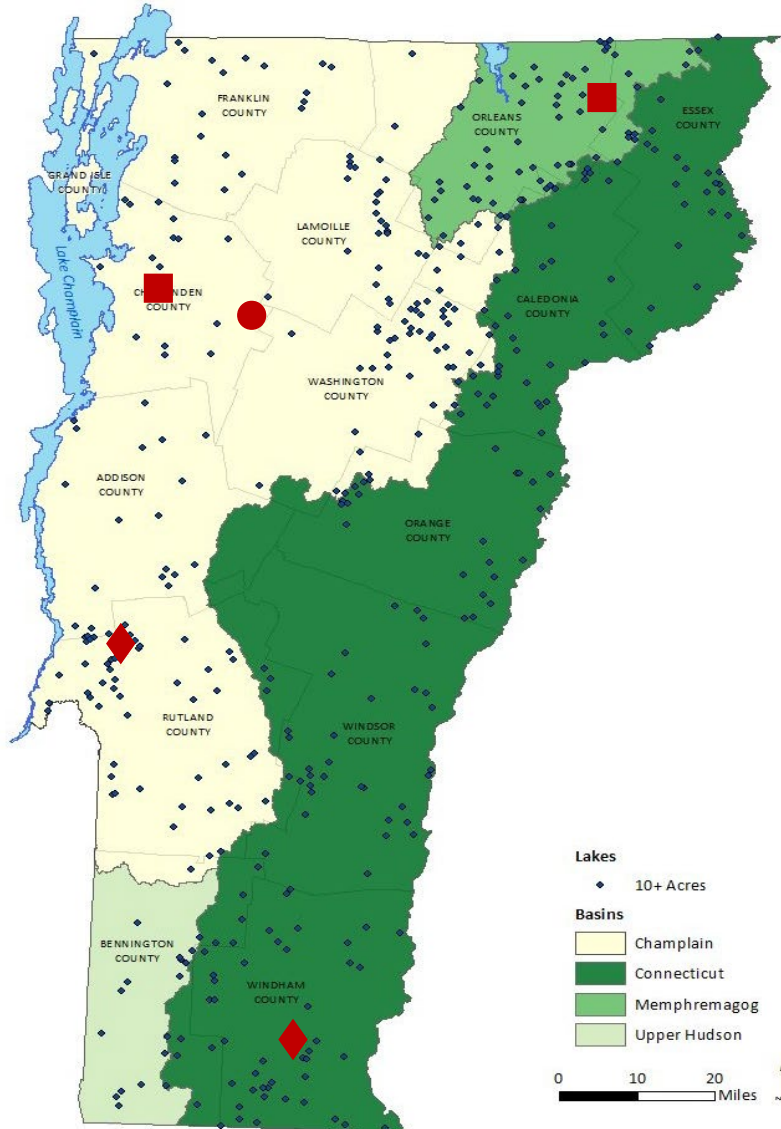 FRANKLIN
COUNTY
ORLEANS
COUNTY
ESSEX
COUNTY
GRAND ISLE
COUNTY
LAMOILLE
COUNTY
Lake Champlain
COUNTY
CALEDONIA
COUNTY
WASHINGTON
COUNTY
ADDISON
COUNTY
ORANGE
COUNTY
RUTLAND
COUNTY
WINDSOR
COUNTY
BENNINGTON
COUNTY
WINDHAM
COUNTY
Lakes
10+ Acres
Basins
Champlain
Connecticut
Memphremagog
Upper Hudson
0 10 20
Miles